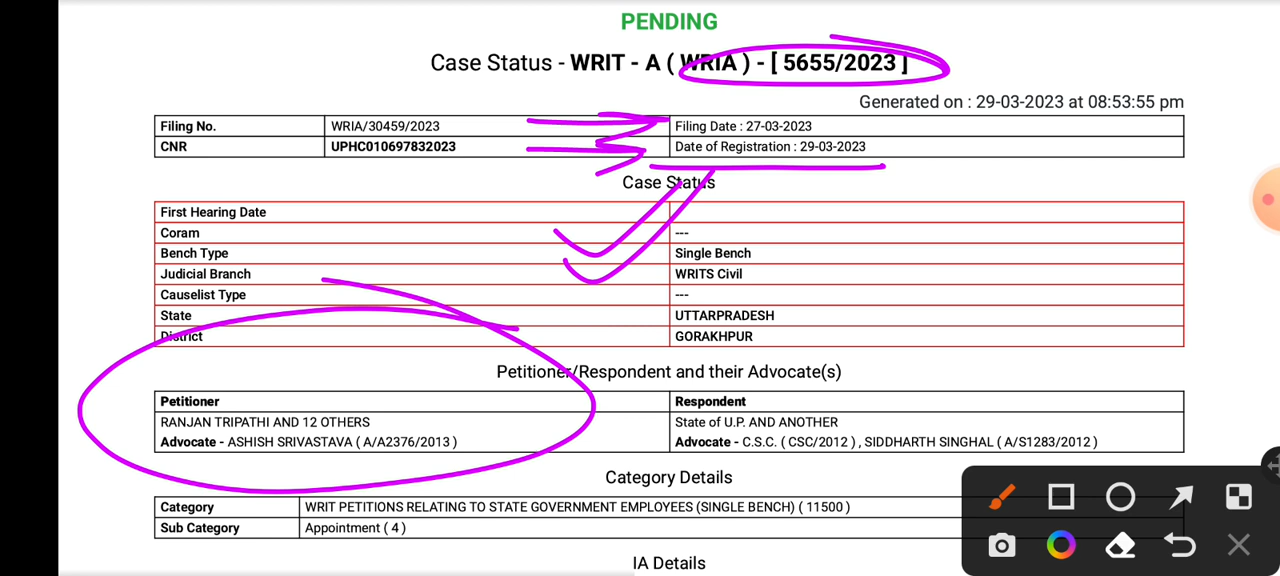 PENDING
Case Status - WRIT - A ( WRIA ) - [ 5655/2023 ]
Generated on : 29-03-2023 at 08:53:55 pm
Filing No. WRIA/30459/2023 Filing Date : 27-03-2023
CNR UPHC010697832023 Date of Registration : 29-03-2023
Case Status
First Hearing Date
Coram ---
Bench Type Single Bench
Judicial Branch WRITS Civil
Causelist Type ---
State UTTARPRADESH
District GORAKHPUR
Petitioner/Respondent and their Advocate(s)
Petitioner Respondent
RANJAN TRIPATHI AND 12 OTHERS State of U.P. AND ANOTHER
Advocate - ASHISH SRIVASTAVA ( A/A2376/2013 ) Advocate - C.S.C. ( CSC/2012 ) , SIDDHARTH SINGHAL ( A/S1283/2012 )
Category Details
Category WRIT PETITIONS RELATING TO STATE GOVERNMENT EMPLOYEES (SINGLE BENCH) ( 11500 )
Sub Category Appointment ( 4 )
IA Details